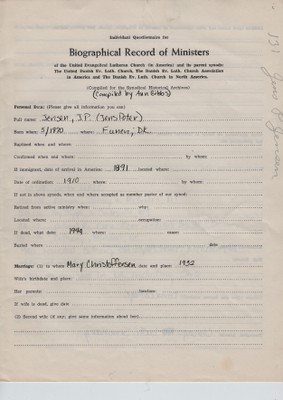 Individual Questionnaire for
Biographical Record of Ministers
of the United Evangelical Lutheran Church (in America) and its parent synods:
The United Danish Ev. Luth. Church, The Danish Ev. Luth. Church Association
in America and The Danish Ev. Luth. Church in North America.
(Compiled for the Synodical Historical Archives)
(Compiled by Ann Gibbs)
131 Jens P Jensen
Personal Data: (Please give all information you can)
Full name: Jensen, J.P. (Jens Peter)
Born when: 5/1870 where: Funen, DK
Baptized when and where:
Confirmed when and where: by whom:
If immigrant, date of arrival in America: 1891 located where:
Date of ordination: 1910 where: by whom:
If not in above synods, when and where accepted as member pastor of our synod:
Retired from active ministry when: why:
Located where: occupation:
If dead, what date: where: cause:
Buried where date
Marriage: (1) to whom Mary Christoffersen date and place 1932
Wife's birthdate and place:
Her parents: location:
If wife is dead, give date
(2) Second wife (if any, give same information about her)